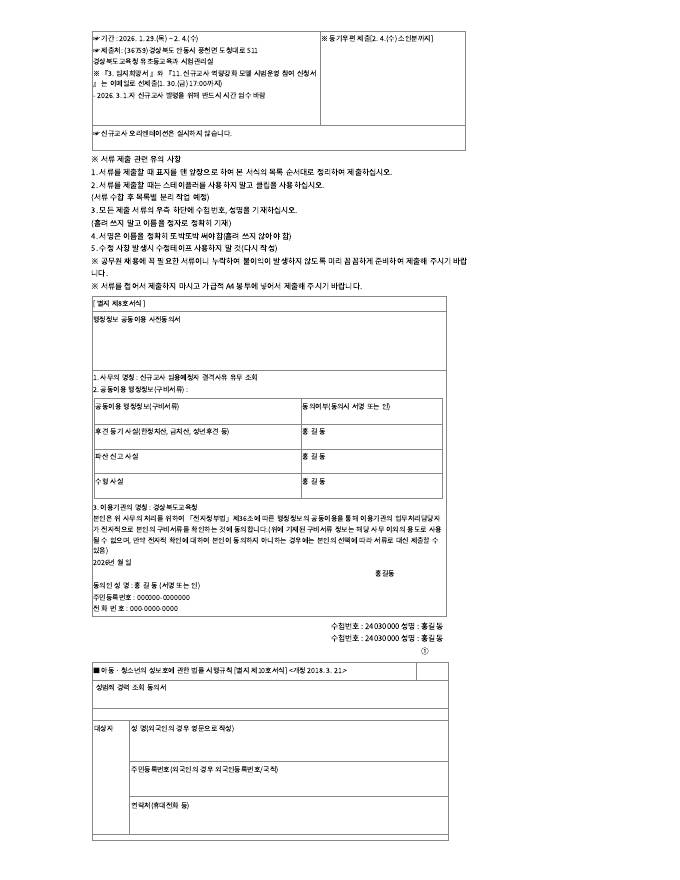 ☞ 기간 : 2026. 1. 29.(목) ~ 2. 4.(수)
☞ 제출처: (36759) 경상북도 안동시 풍천면 도청대로 511
경상북도교육청 유초등교육과 시험관리실
※ 『3. 임지희망서』와 『11. 신규교사 역량강화 모델 시범운영 참여 신청서
』는 이메일로 선제출(1. 30.(금) 17:00까지)
- 2026. 3. 1.자 신규교사 발령을 위해 반드시 시간 엄수 바람
※ 등기우편 제출[2. 4.(수) 소인분까지]
☞ 신규교사 오리엔테이션은 실시하지 않습니다.
※ 서류 제출 관련 유의 사항
1. 서류를 제출할 때 표지를 맨 앞장으로 하여 본 서식의 목록 순서대로 정리하여 제출하십시오.
2. 서류를 제출할 때는 스테이플러를 사용하지 말고 클립을 사용하십시오.
(서류 수합 후 목록별 분리 작업 예정)
3. 모든 제출 서류의 우측 하단에 수험번호, 성명을 기재하십시오.
(흘려 쓰지 말고 이름을 정자로 정확히 기재)
4. 서명은 이름을 정확히 또박또박 써야함(흘려 쓰지 않아야 함)
5. 수정 사항 발생시 수정테이프 사용하지 말 것(다시 작성)
※ 공무원 채용에 꼭 필요한 서류이니 누락하여 불이익이 발생하지 않도록 미리 꼼꼼하게 준비하여 제출해 주시기 바랍
니다.
※ 서류를 접어서 제출하지 마시고 가급적 A4 봉투에 넣어서 제출해 주시기 바랍니다.
[ 별지 제8호서식 ]
행정정보 공동이용 사전동의서
1. 사무의 명칭 : 신규교사 임용예정자 결격사유 유무 조회
2. 공동이용 행정정보(구비서류) :
공동이용 행정정보(구비서류)
동의여부(동의시 서명 또는 인)
후견 등기 사실(한정치산, 금치산, 성년후견 등)
홍 길 동
파산 선고 사실
홍 길 동
수형 사실
홍 길 동
3. 이용기관의 명칭 : 경상북도교육청
본인은 위 사무의 처리를 위하여 「전자정부법」 제36조에 따른 행정정보의 공동이용을 통해 이용기관의 업무처리담당자
가 전자적으로 본인의 구비서류를 확인하는 것에 동의합니다.(위에 기재된 구비서류 정보는 해당 사무 이외의 용도로 사용
될 수 없으며, 만약 전자적 확인에 대하여 본인이 동의하지 아니하는 경우에는 본인의 선택에 따라 서류로 대신 제출할 수
있음)
2026년 월 일
홍길동
동의인 성 명 : 홍 길 동 (서명 또는 인)
주민등록번호 : 000000-0000000
전 화 번 호 : 000-0000-0000
수험번호 : 24030000 성명 : 홍길동
수험번호 : 24030000 성명 : 홍길동
①
■ 아동ㆍ청소년의 성보호에 관한 법률 시행규칙 [별지 제10호서식] <개정 2018. 3. 21.>
성범죄 경력 조회 동의서
대상자
성 명(외국인의 경우 영문으로 작성)
주민등록번호(외국인의 경우 외국인등록번호/국적)
연락처(휴대전화 등)